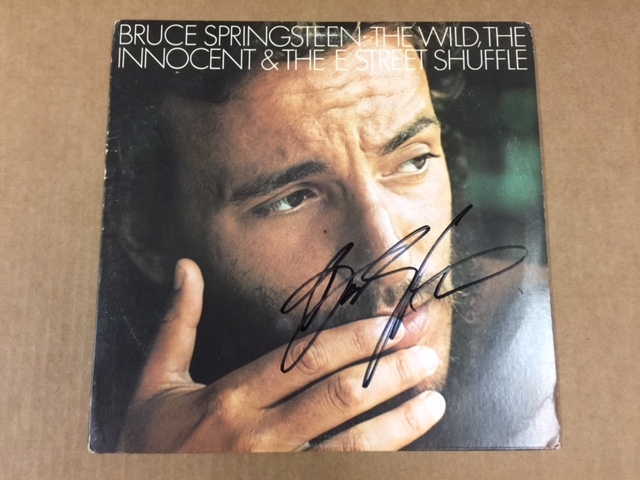 BRUCE SPRINGSTEEN: THE WILD, THE
INNOCENT & THE E STREET SHUFFLE